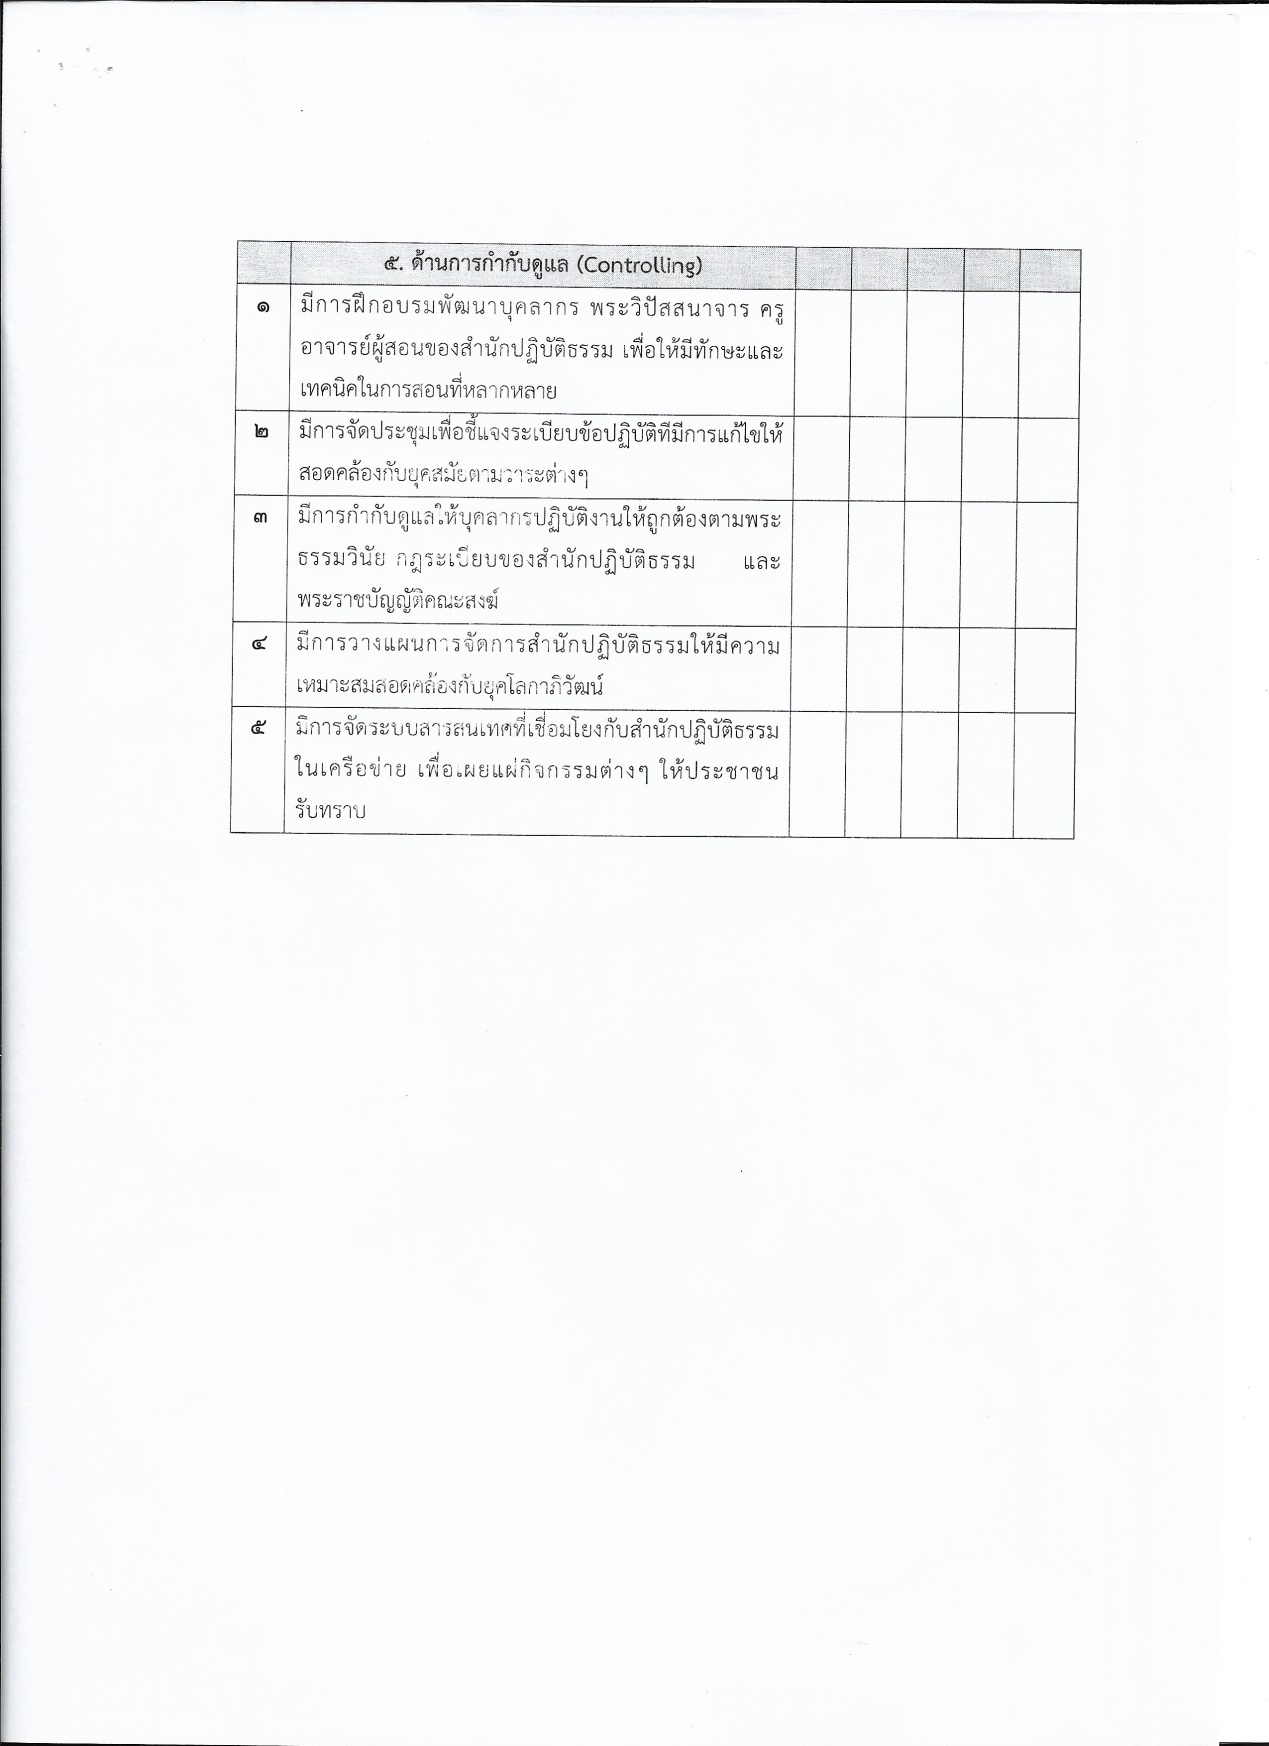 ๕. ด้านการกำกับดูแล (Controlling)
๑ มีการฝึกอบรมพัฒนาบุคลากร พระวิปัสสนาจาร ครู
อาจารย์ผู้สอนของสำนักปฏิบัติธรรม เพื่อให้มีทักษะและ
เทคนิคในการสอนที่หลากหลาย
๒ มีการจัดประชุมเพื่อชี้แจงระเบียบข้อปฏิบัติที่มีการแก้ไขให้
สอดคล้องกับยุคสมัยตามวาระต่างๆ
๓ มีการกำกับดูแลให้บุคลากรปฏิบัติงานให้ถูกต้องตามพระ
ธรรมวินัย กฎระเบียบของสำนักปฏิบัติธรรม และ
พระราชบัญญัติคณะสงฆ์
๔ มีการวางแผนการจัดการสำนักปฏิบัติธรรมให้มีความ
เหมาะสมสอดคล้องกับยุคโลกาภิวัฒน์
๕ มีการจัดระบบสารสนเทศที่เชื่อมโยงกับสำนักปฏิบัติธรรม
ในเครือข่าย เพื่อเผยแผ่กิจกรรมต่างๆ ให้ประชาชน
รับทราบ